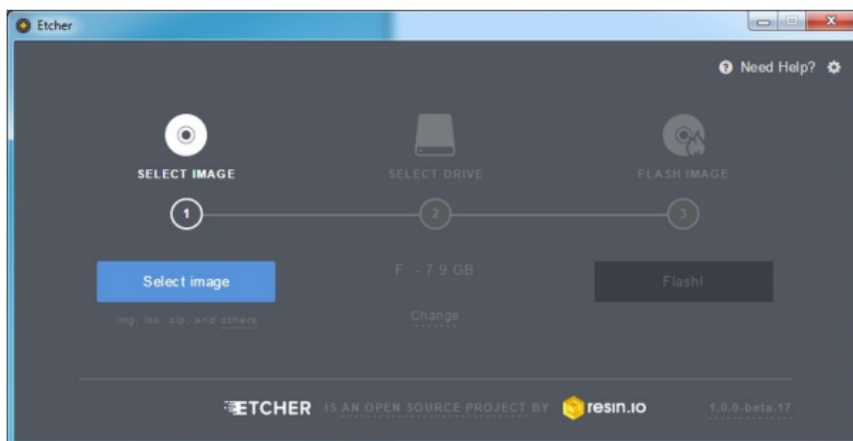 Etcher
Need Help?
SELECT IMAGE
SELECT DRIVE
FLASH IMAGE
1
2
3
Select image
F: - 7.9 GB
Flash!
img, iso, zip, and others
Change
ETCHER IS AN OPEN SOURCE PROJECT BY resin.io
1.0.0-beta.17